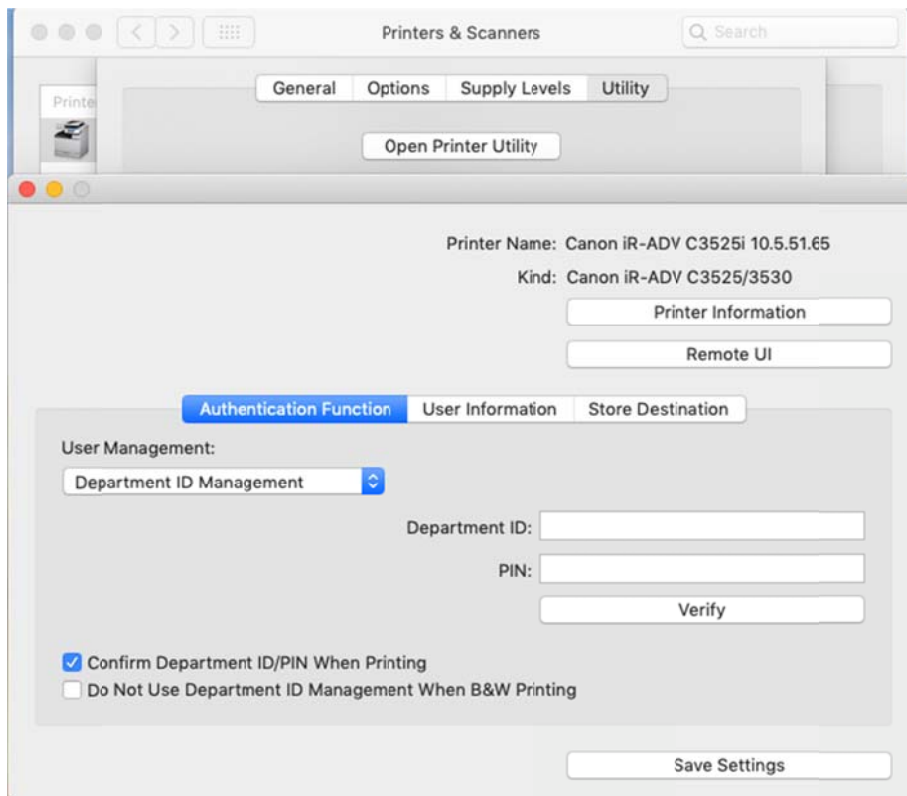 Printers & Scanners
Search
General Options Supply Levels Utility
Printe
Open Printer Utility
Printer Name: Canon iR-ADV C3525i 10.5.51.65
Kind: Canon iR-ADV C3525/3530
Printer Information
Remote UI
Authentication Function User Information Store Destination
User Management:
Department ID Management
Department ID:
PIN:
Verify
Confirm Department ID/PIN When Printing
Do Not Use Department ID Management When B&W Printing
Save Settings